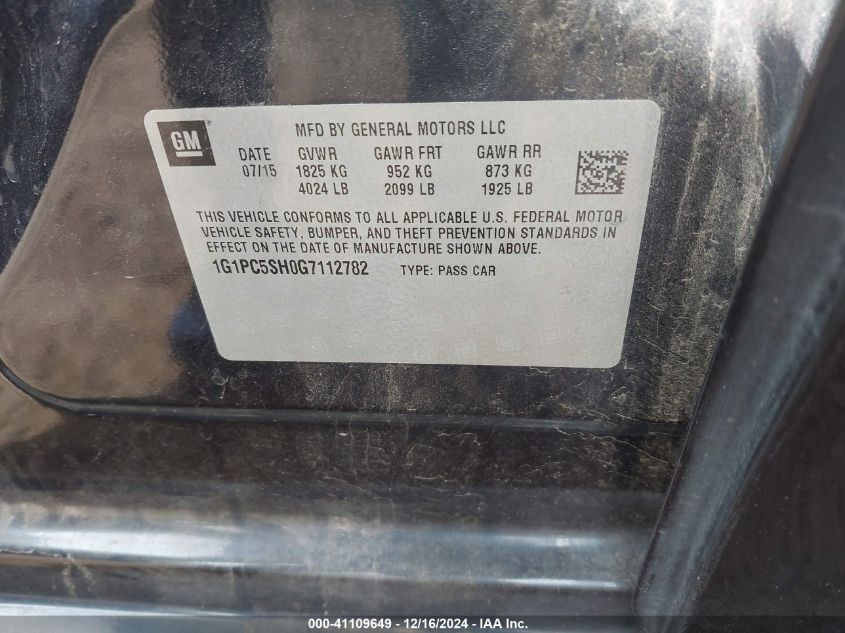 GM
MFD BY GENERAL MOTORS LLC
DATE GVWR GAWR FRT GAWR RR
07/15 1825 KG 952 KG 873 KG
4024 LB 2099 LB 1925 LB
THIS VEHICLE CONFORMS TO ALL APPLICABLE U.S. FEDERAL MOTOR
VEHICLE SAFETY, BUMPER, AND THEFT PREVENTION STANDARDS IN
EFFECT ON THE DATE OF MANUFACTURE SHOWN ABOVE.
1G1PC5SH0G7112782 TYPE: PASS CAR
000-41109649 - 12/16/2024 - IAA Inc.